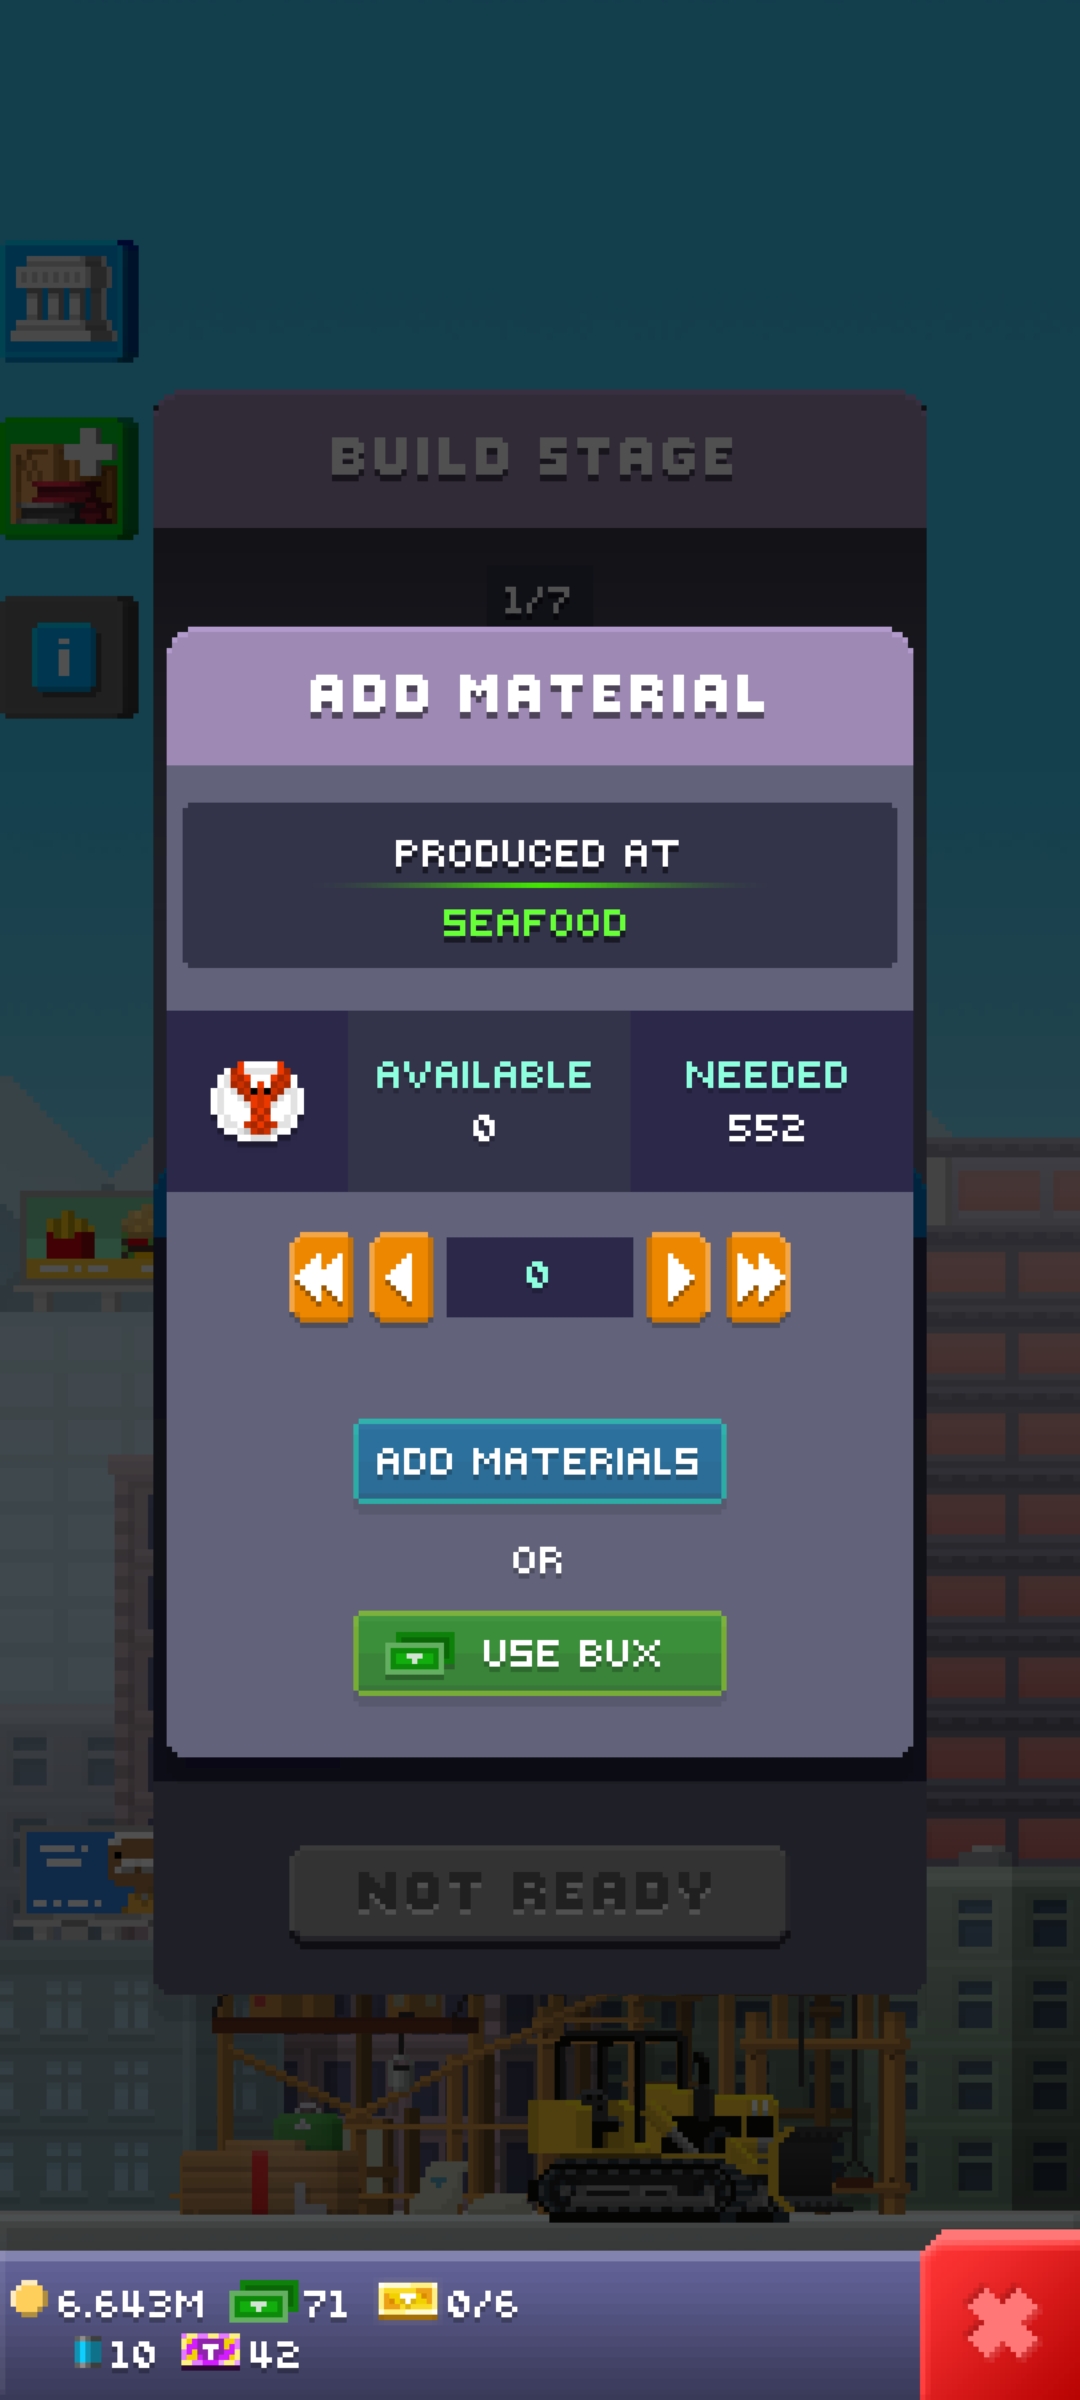 BUILD STAGE
1/7
ADD MATERIAL
PRODUCED AT
SEAFOOD
AVAILABLE
0
NEEDED
552
0
ADD MATERIALS
OR
USE BUX
NOT READY
6.643M 71 0/6
10 42